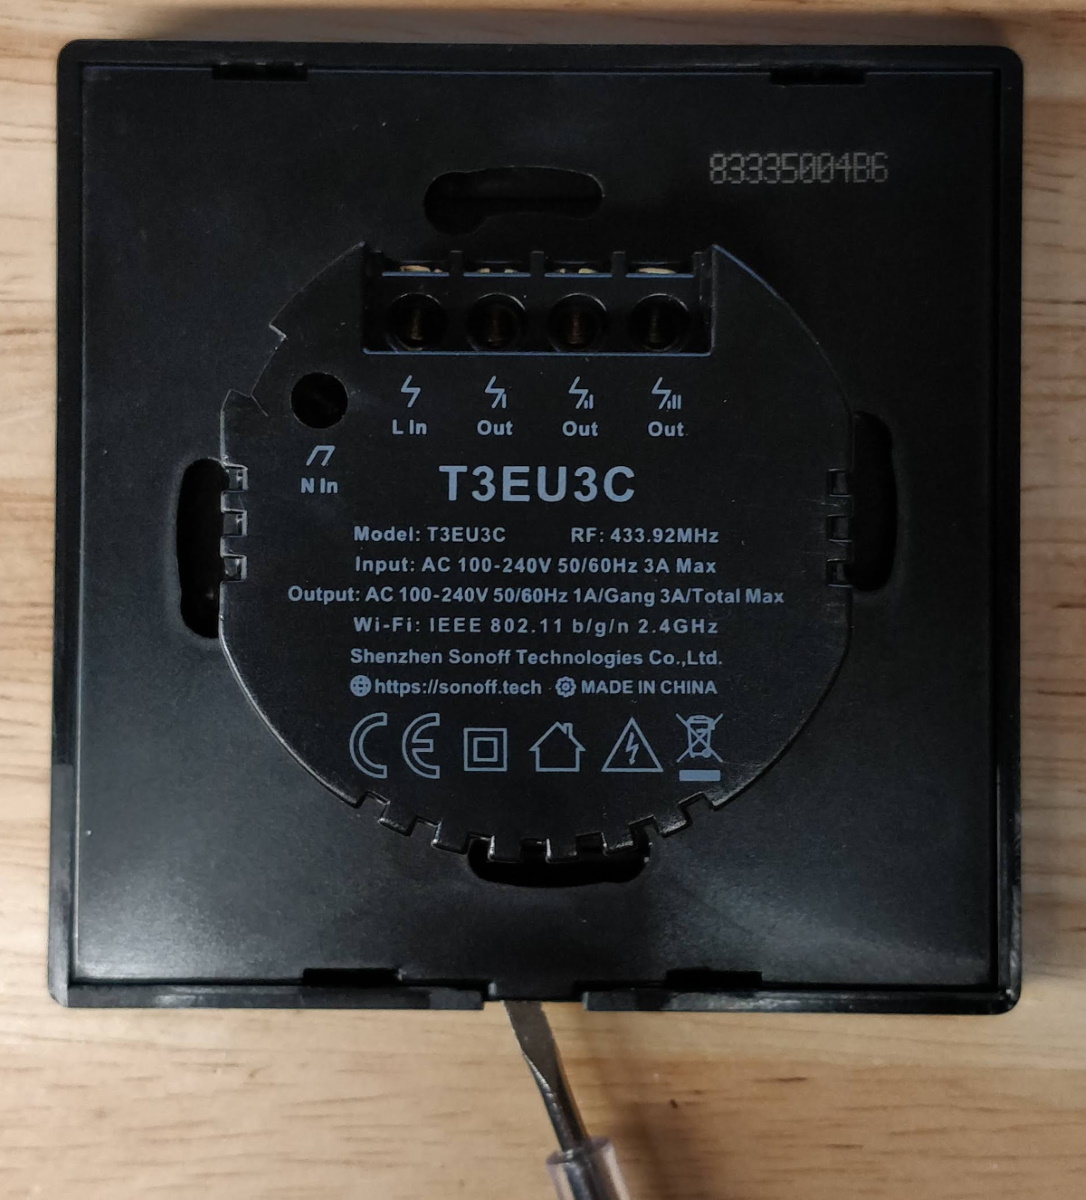 83335004B6
L In Out Out Out
N In
T3EU3C
Model: T3EU3C RF: 433.92MHz
Input: AC 100-240V 50/60Hz 3A Max
Output: AC 100-240V 50/60Hz 1A/Gang 3A/Total Max
Wi-Fi: IEEE 802.11 b/g/n 2.4GHz
Shenzhen Sonoff Technologies Co.,Ltd.
https://sonoff.tech MADE IN CHINA
CE